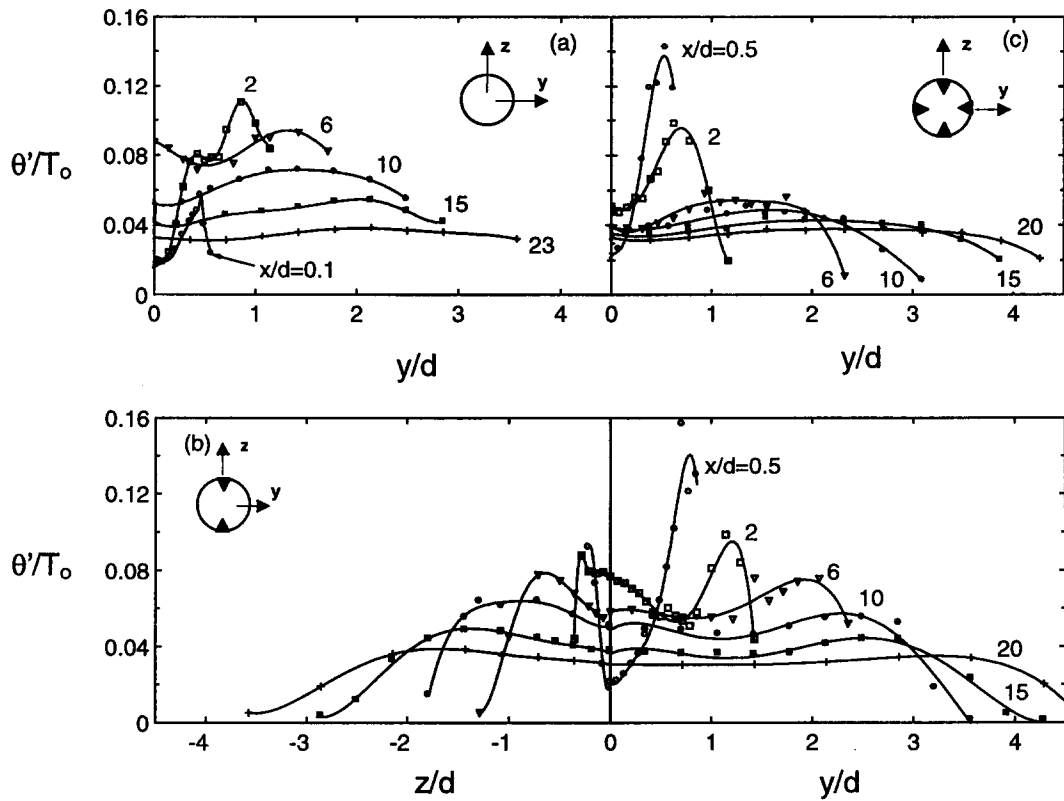 0.16
0.12
0.08
0.04
0
θ'/To
2
6
10
15
23
x/d=0.1
z
y
(a)
0 1 2 3 4
y/d
x/d=0.5
2
(c)
z
y
20
6 10 15
0 1 2 3 4
y/d
0.16
0.12
0.08
0.04
0
θ'/To
(b)
z
y
x/d=0.5
2
6
10
20
15
-4 -3 -2 -1 0 1 2 3 4
z/d y/d